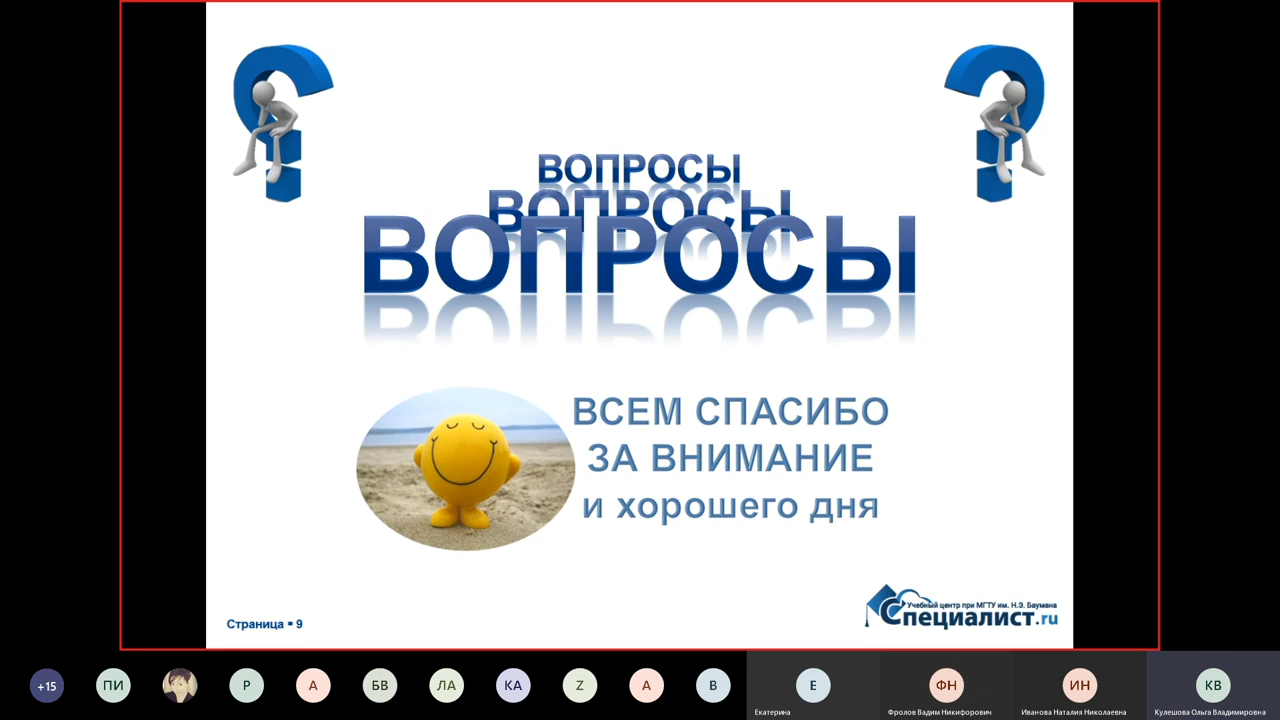 ВОПРОСЫ
ВОПРОСЫ
ВОПРОСЫ
ВСЕМ СПАСИБО
ЗА ВНИМАНИЕ
и хорошего дня
Учебный центр при МГТУ им. Н.Э. Баумана
Специалист.ru
Страница ▪ 9
+15
ПИ
Р
А
БВ
ЛА
КА
Z
А
В
Е
ФН
ИН
КВ
Екатерина
Фролов Вадим Никифорович
Иванова Наталия Николаевна
Кулешова Ольга Владимировна